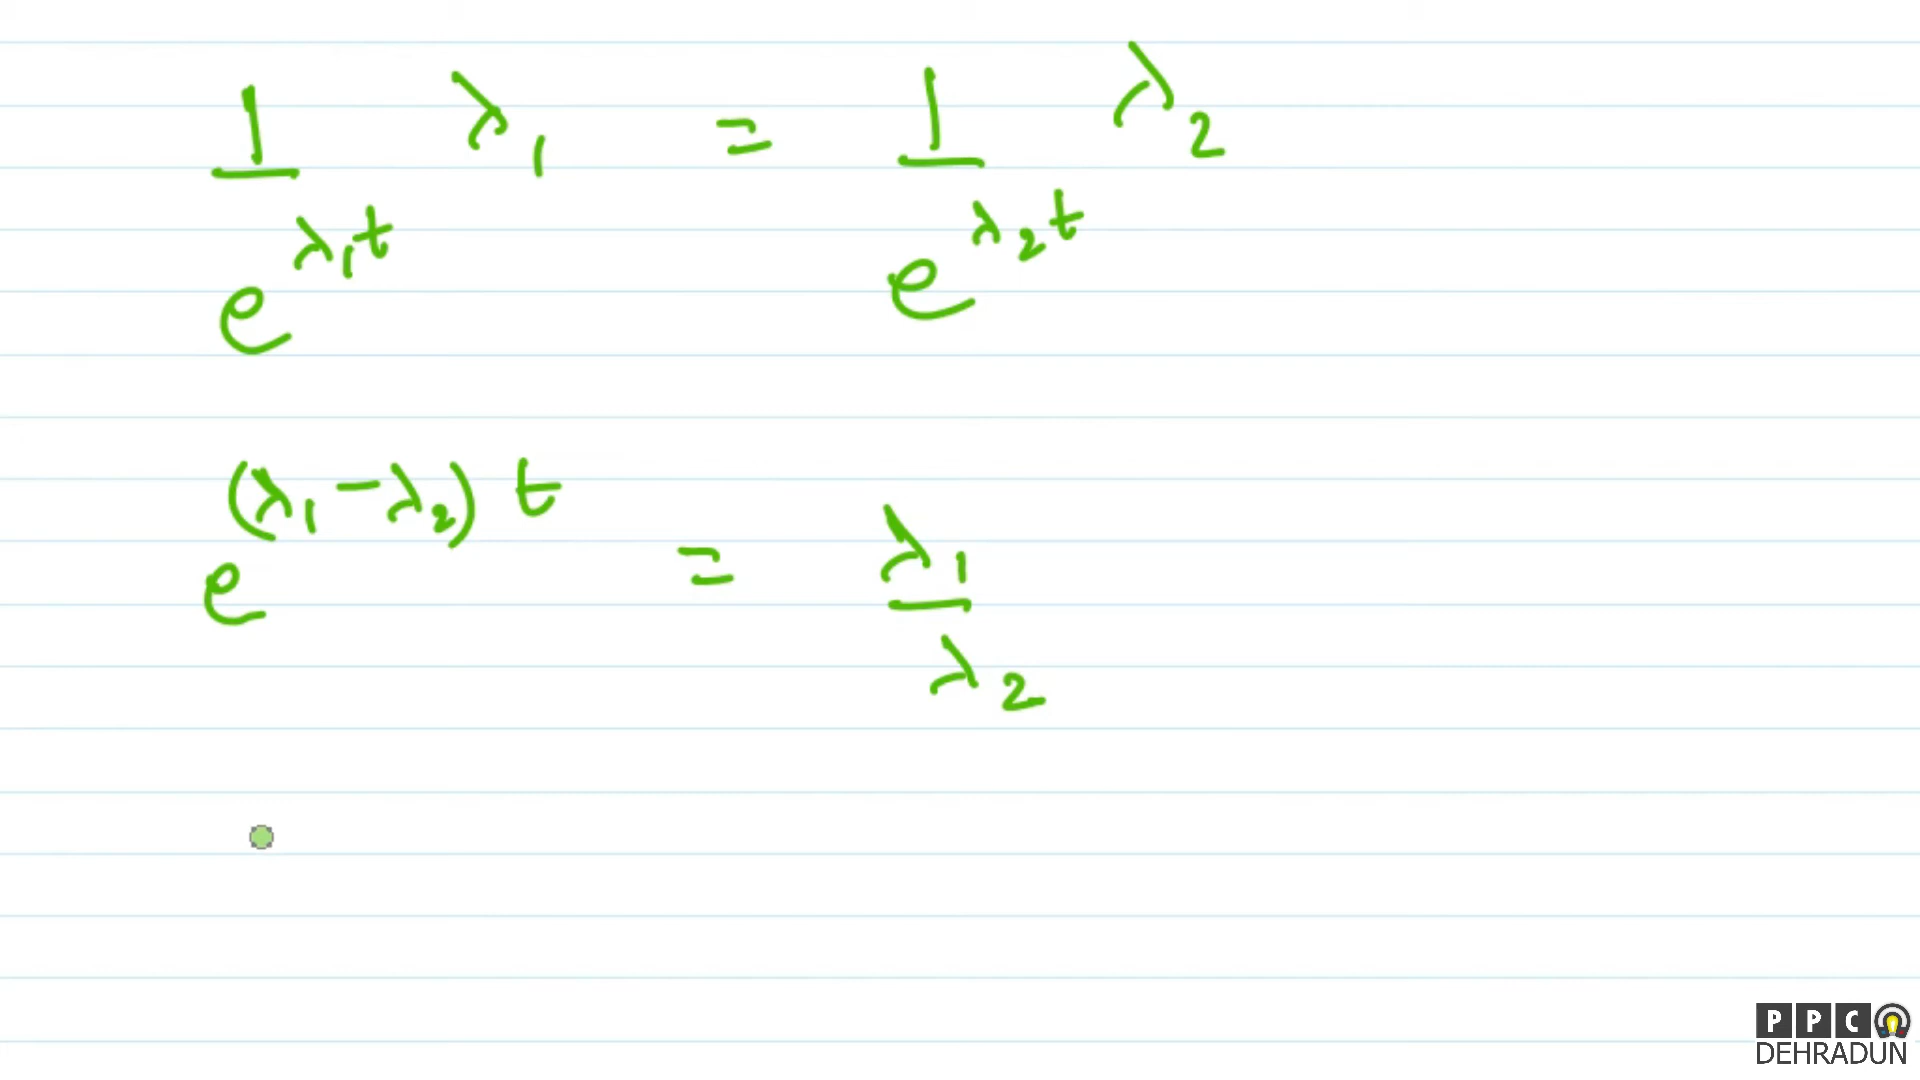 1/e^{λ₁t} λ₁ = 1/e^{λ₂t} λ₂
e^{(λ₁-λ₂)t} = λ₁/λ₂
PPC
DEHRADUN